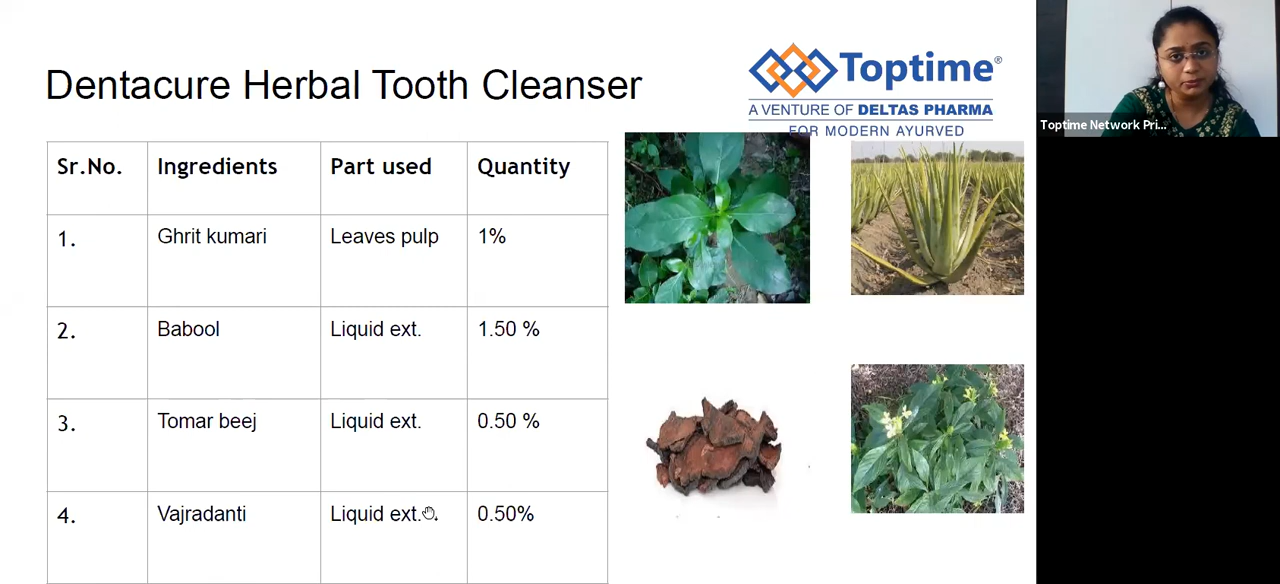 Dentacure Herbal Tooth Cleanser
Toptime®
A VENTURE OF DELTAS PHARMA
FOR MODERN AYURVED
Toptime Network Pri...
Sr.No. Ingredients Part used Quantity
1. Ghrit kumari Leaves pulp 1%
2. Babool Liquid ext. 1.50 %
3. Tomar beej Liquid ext. 0.50 %
4. Vajradanti Liquid ext. 0.50%